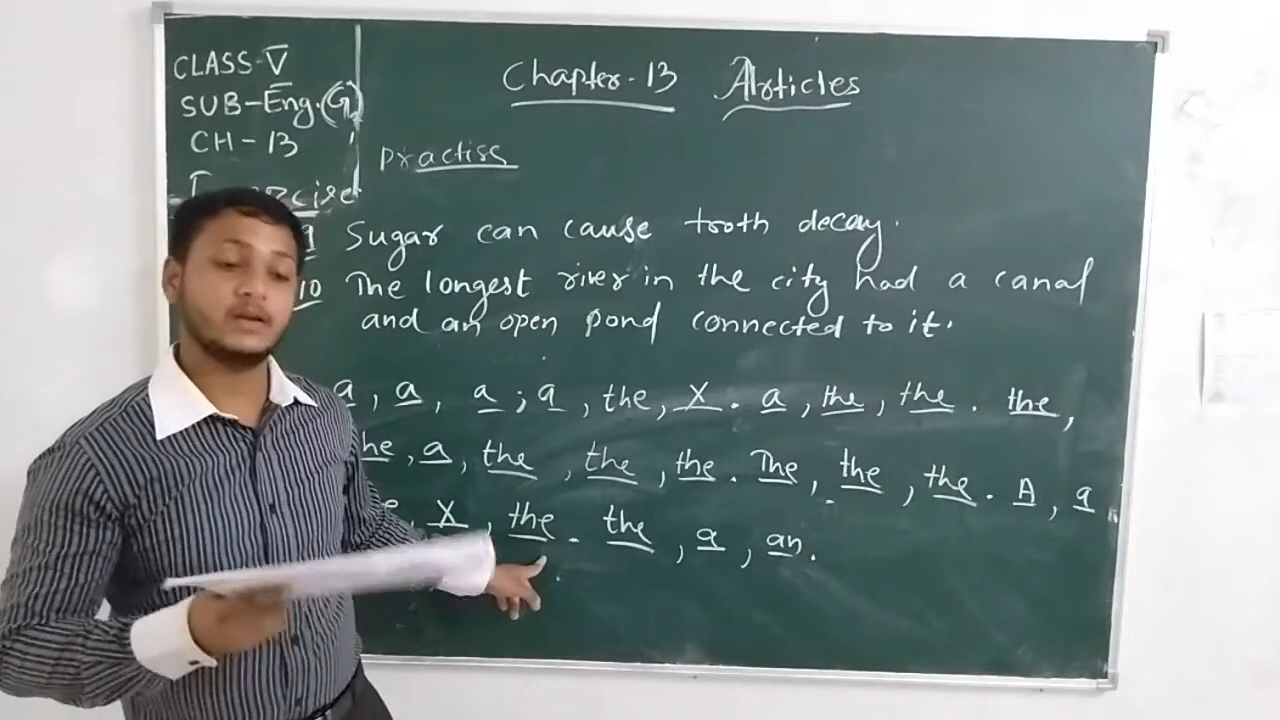 CLASS-V
SUB-Eng.(G)
CH-13
Chapter-13 Articles
Practiss
9 Sugar can cause tooth decay.
10 The longest river in the city had a canal
and an open pond connected to it.
a, a, a; a, the, X. a, the, the. the,
a, the, the, the. The, the, the. A, a
X, the. the, a, an.